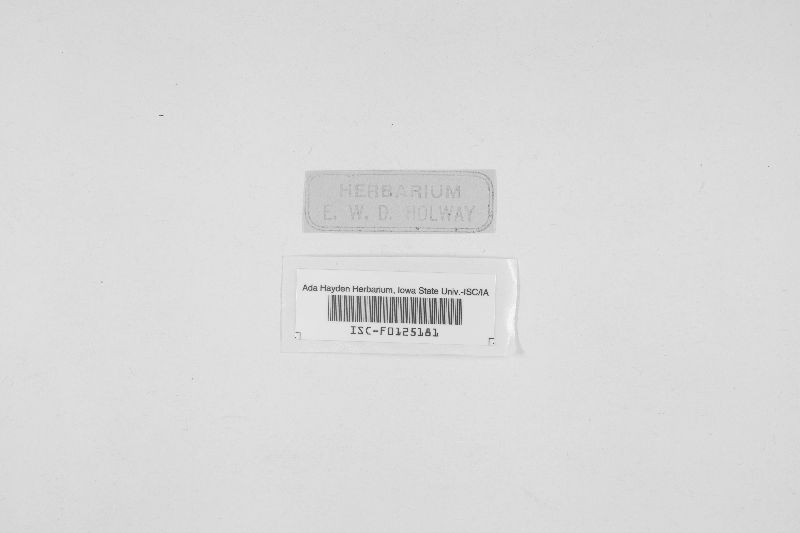 HERBARIUM
E. W. D. HOLWAY
Ada Hayden Herbarium, Iowa State Univ.-ISC/IA
ISC-F0125181